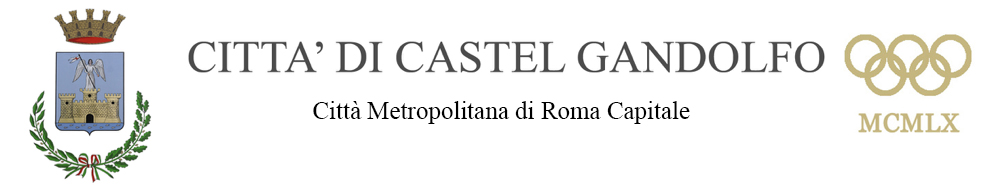 CITTA’ DI CASTEL GANDOLFO
Città Metropolitana di Roma Capitale
MCMLX